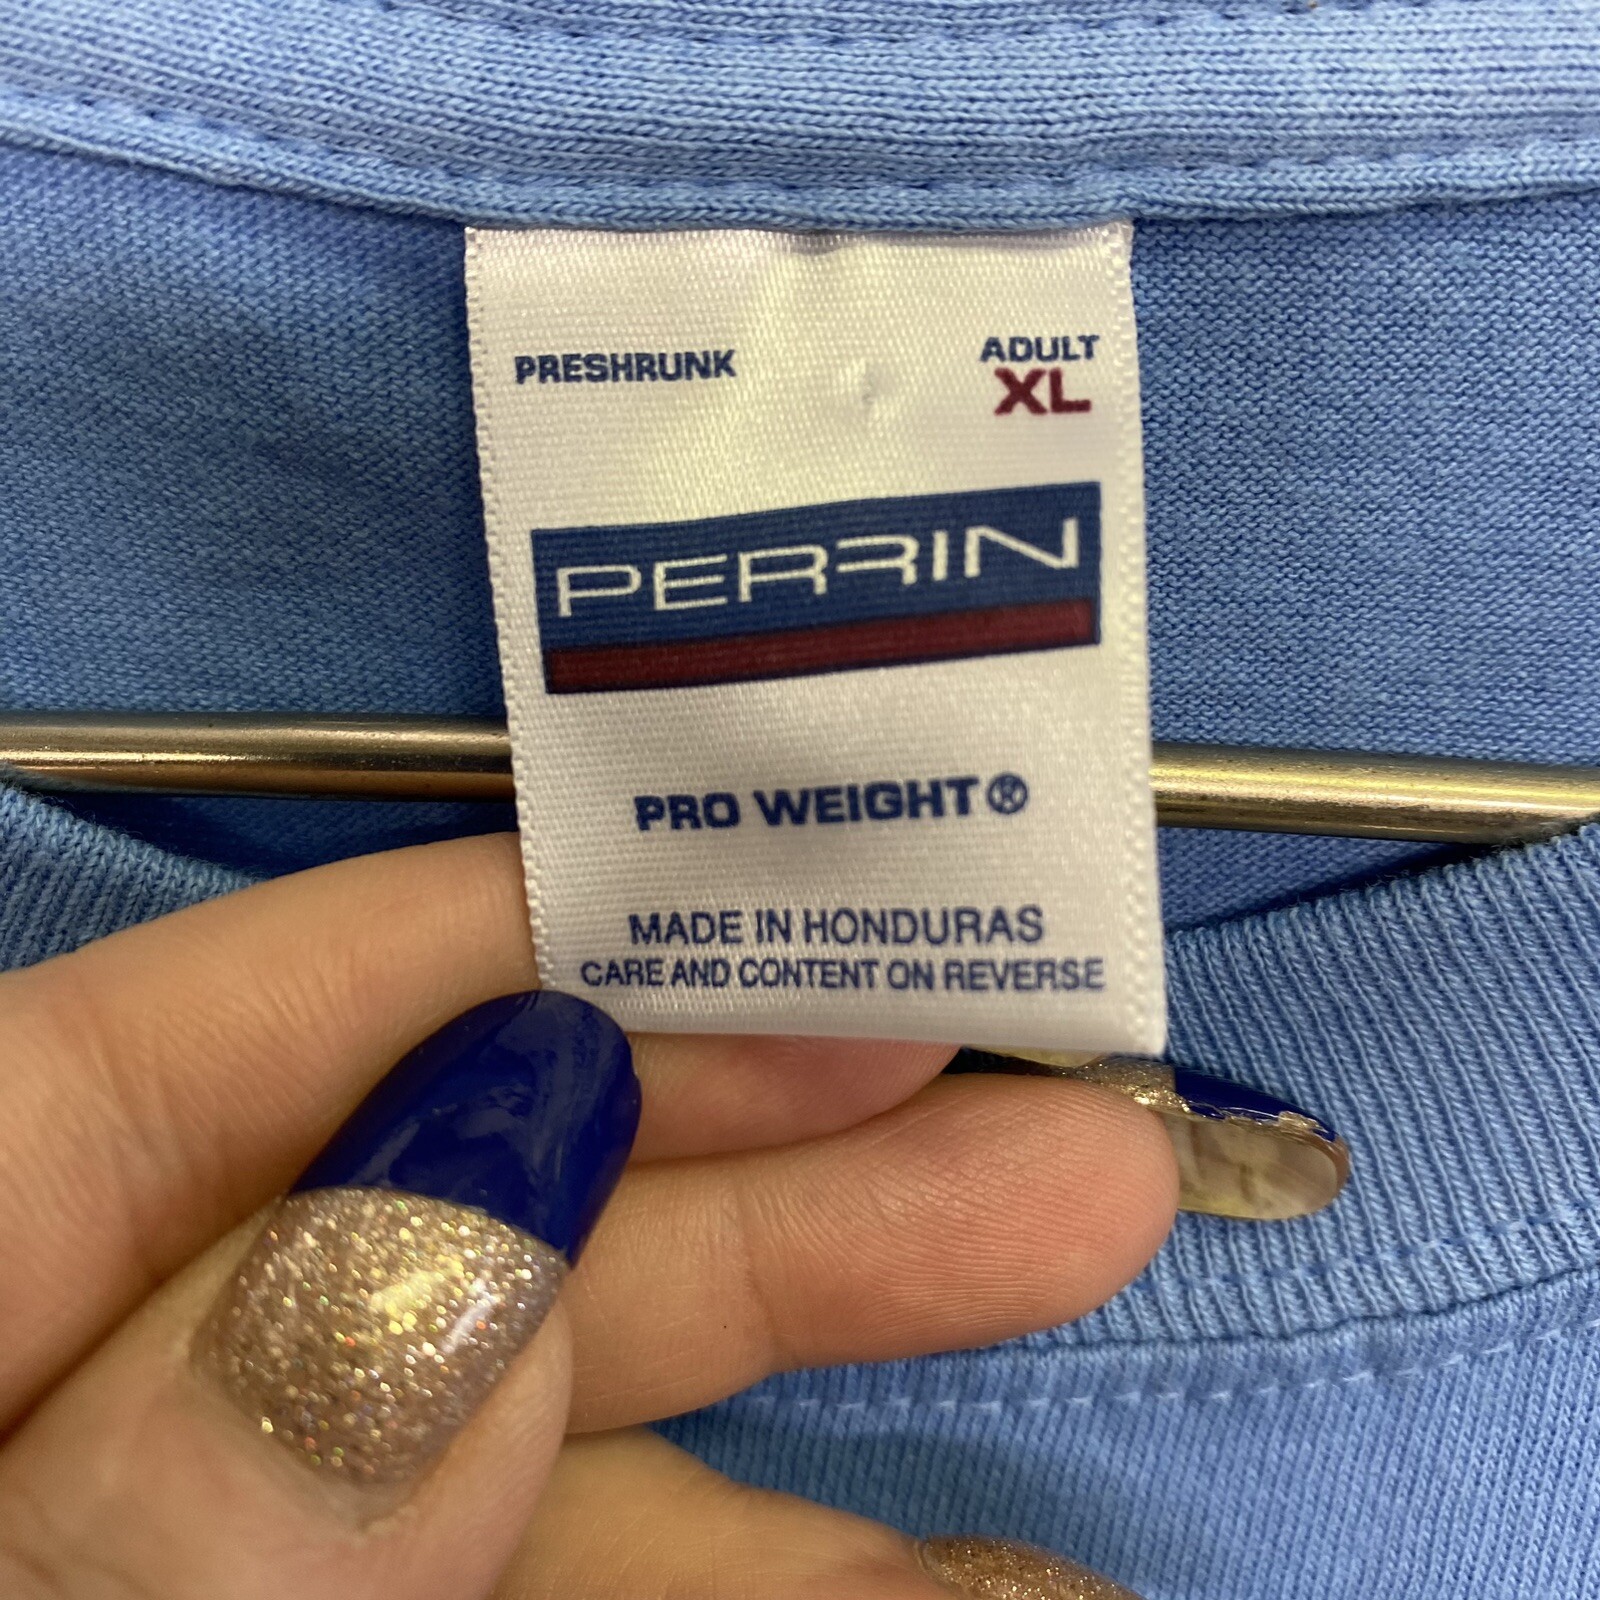 PRESHRUNK
ADULT
XL
PERRIN
PRO WEIGHT®
MADE IN HONDURAS
CARE AND CONTENT ON REVERSE